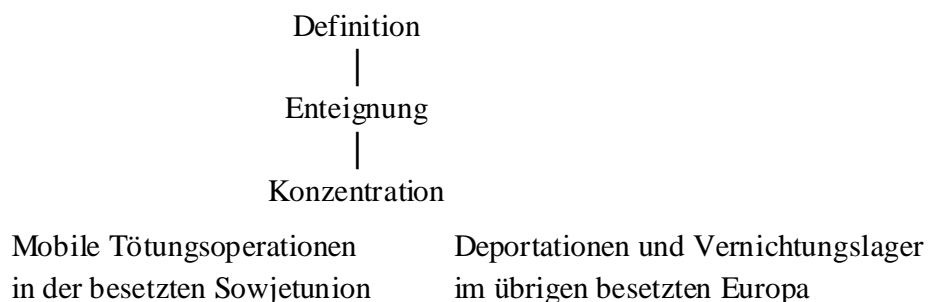 Definition
Enteignung
Konzentration
Mobile Tötungsoperationen
in der besetzten Sowjetunion
Deportationen und Vernichtungslager
im übrigen besetzten Europa